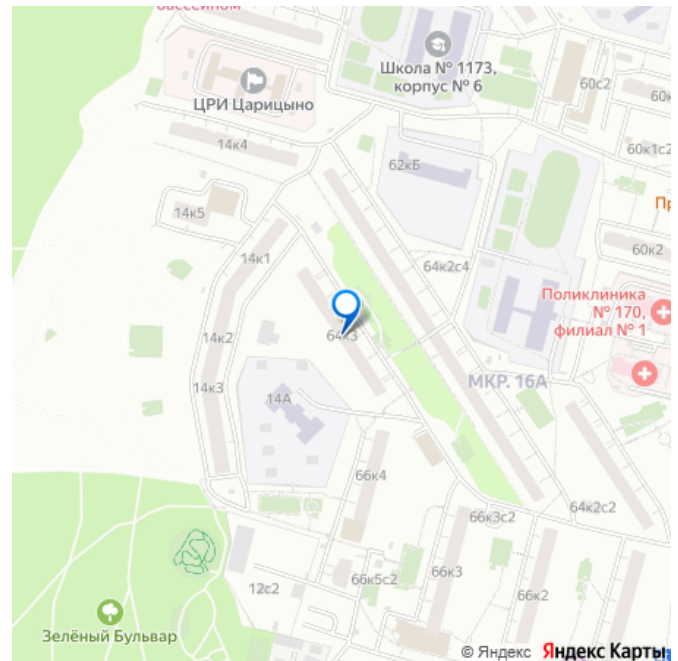 бассейном
Школа № 1173,
корпус № 6
60с2
ЦРИ Царицыно
60к1с2
14к4
62кБ
14к5
60к2
14к1
64к2с4
Поликлиника
№ 170,
филиал № 1
64к3
14к2
МКР. 16А
14к3
14А
66к4
64к2с2
66к3с2
66к5с2
66к3
12с2
66к2
Зелёный Бульвар
© Яндекс Яндекс Карты